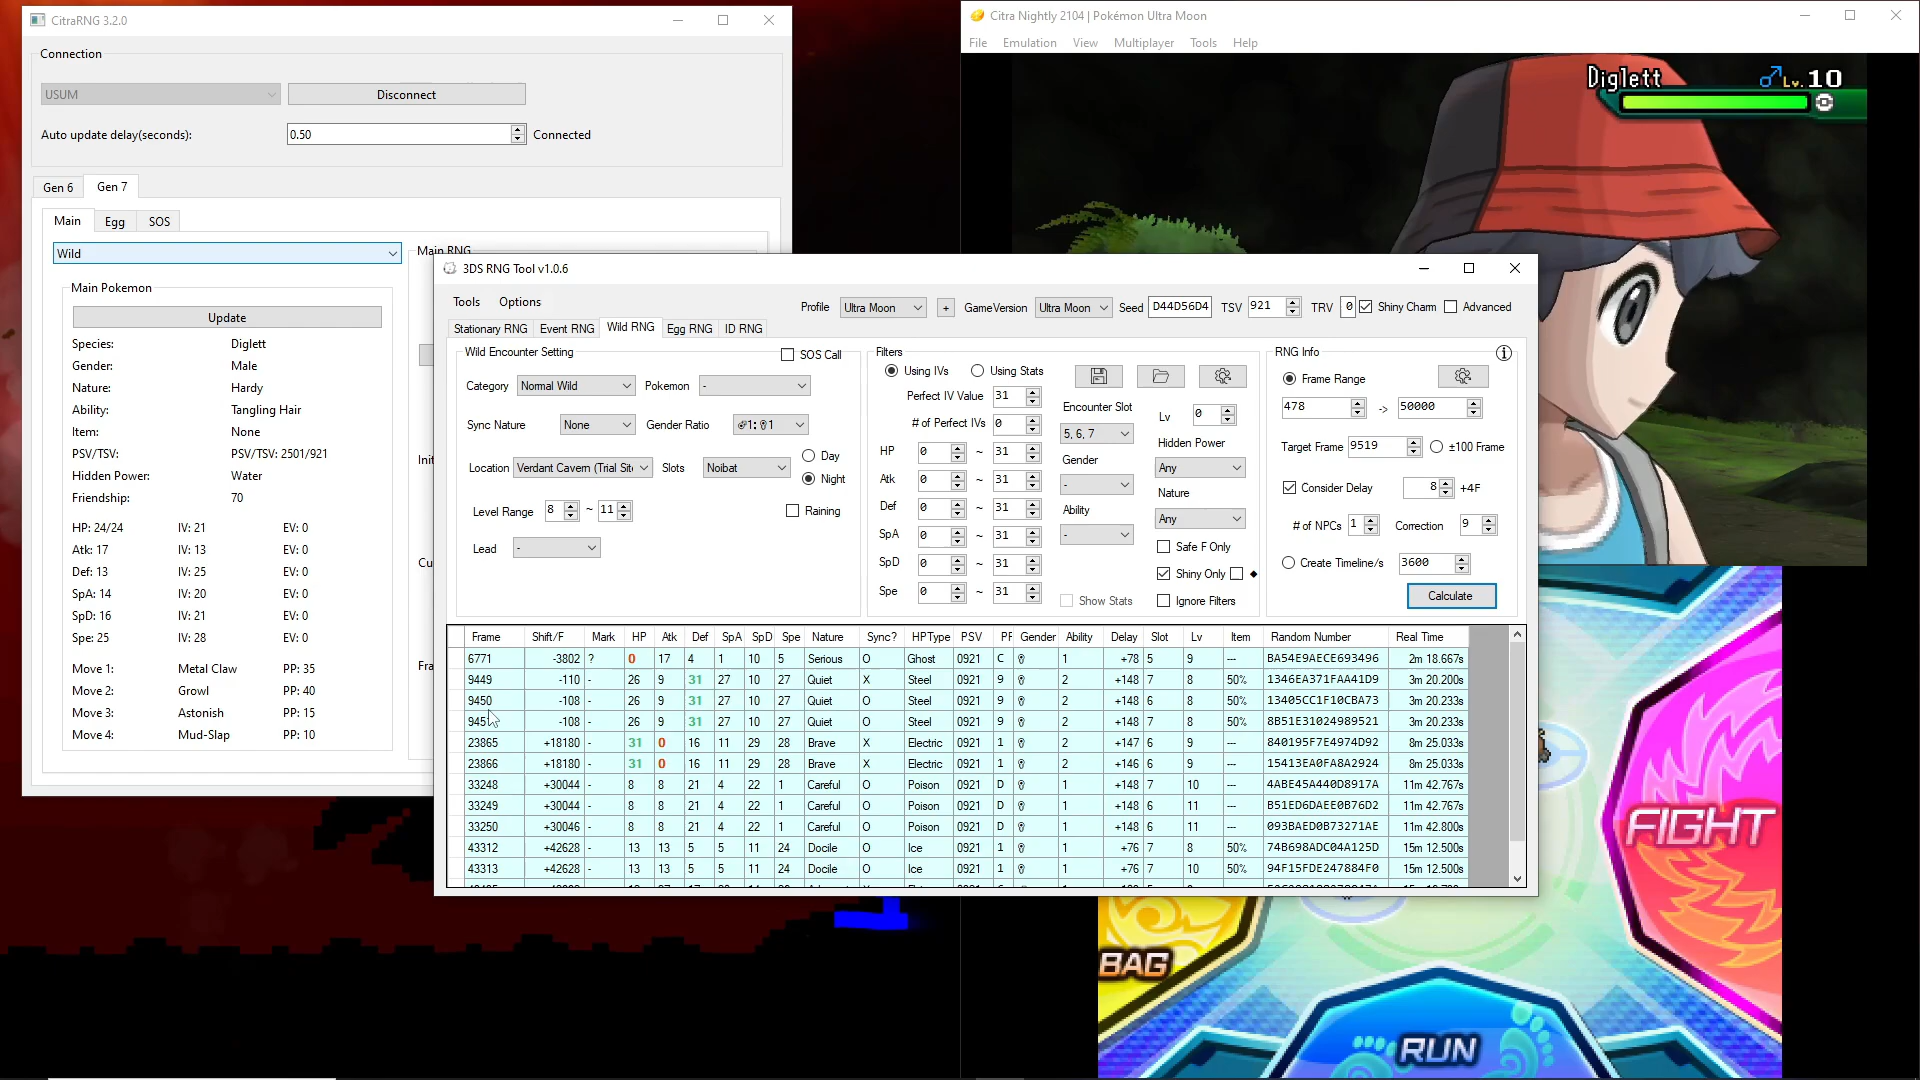 CitraRNG 3.2.0
Connection
USUM
Disconnect
Auto update delay(seconds):
0.50
Connected
Gen 6
Gen 7
Main
Egg
SOS
Wild
Main RNG
Main Pokemon
Update
Species: Diglett
Gender: Male
Nature: Hardy
Ability: Tangling Hair
Item: None
PSV/TSV: PSV/TSV: 2501/921
Hidden Power: Water
Friendship: 70
HP: 24/24 IV: 21 EV: 0
Atk: 17 IV: 13 EV: 0
Def: 13 IV: 25 EV: 0
SpA: 14 IV: 20 EV: 0
SpD: 16 IV: 21 EV: 0
Spe: 25 IV: 28 EV: 0
Move 1: Metal Claw PP: 35
Move 2: Growl PP: 40
Move 3: Astonish PP: 15
Move 4: Mud-Slap PP: 10
Citra Nightly 2104 | Pokémon Ultra Moon
File Emulation View Multiplayer Tools Help
Diglett ♂ Lv. 10
3DS RNG Tool v1.0.6
Tools Options
Profile Ultra Moon + GameVersion Ultra Moon Seed D44D56D4 TSV 921 TRV 0 Shiny Charm Advanced
Stationary RNG Event RNG Wild RNG Egg RNG ID RNG
Wild Encounter Setting
SOS Call
Category Normal Wild Pokemon -
Sync Nature None Gender Ratio ♂1: ♀1
Location Verdant Cavern (Trial Sit Slots Noibat
Day
Night
Level Range 8 ~ 11
Raining
Lead -
Filters
Using IVs Using Stats
Perfect IV Value 31
# of Perfect IVs 0
HP 0 ~ 31
Atk 0 ~ 31
Def 0 ~ 31
SpA 0 ~ 31
SpD 0 ~ 31
Spe 0 ~ 31
Encounter Slot
5, 6, 7
Gender
-
Ability
-
Show Stats
Lv 0
Hidden Power
Any
Nature
Any
Safe F Only
Shiny Only ◆
Ignore Filters
RNG Info
Frame Range
478 -> 50000
Target Frame 9519 ±100 Frame
Consider Delay 8 +4F
# of NPCs 1 Correction 9
Create Timeline/s 3600
Calculate
Frame Shift/F Mark HP Atk Def SpA SpD Spe Nature Sync? HPType PSV Gender Ability Delay Slot Lv Item Random Number Real Time
6771 -3802 ? 0 17 4 1 10 5 Serious O Ghost 0921 C ♀ 1 +78 5 9 --- BA54E9AECE693496 2m 18.667s
9449 -110 - 26 9 31 27 10 27 Quiet X Steel 0921 9 ♀ 2 +148 7 8 50% 1346EA371FAA41D9 3m 20.200s
9450 -108 - 26 9 31 27 10 27 Quiet O Steel 0921 9 ♀ 2 +148 6 8 50% 13405CC1F10CBA73 3m 20.233s
9451 -108 - 26 9 31 27 10 27 Quiet O Steel 0921 9 ♀ 2 +148 7 8 50% 8B51E31024989521 3m 20.233s
23865 +18180 - 31 0 16 11 29 28 Brave X Electric 0921 1 ♀ 2 +147 6 9 --- 840195F7E4974D92 8m 25.033s
23866 +18180 - 31 0 16 11 29 28 Brave X Electric 0921 1 ♀ 2 +146 6 9 --- 15413EA0FA8A2924 8m 25.033s
33248 +30044 - 8 8 21 4 22 1 Careful O Poison 0921 D ♀ 1 +148 7 10 --- 4ABE45A440D8917A 11m 42.767s
33249 +30044 - 8 8 21 4 22 1 Careful O Poison 0921 D ♀ 1 +148 6 11 --- B51ED6DAEE0B76D2 11m 42.767s
33250 +30046 - 8 8 21 4 22 1 Careful O Poison 0921 D ♀ 1 +148 6 11 --- 093BAED0B73271AE 11m 42.800s
43312 +42628 - 13 13 5 5 11 24 Docile O Ice 0921 1 ♀ 1 +76 7 8 50% 74B698ADC04A125D 15m 12.500s
43313 +42628 - 13 13 5 5 11 24 Docile O Ice 0921 1 ♀ 1 +76 7 10 50% 94F15FDE247884F0 15m 12.500s
FIGHT
BAG
RUN